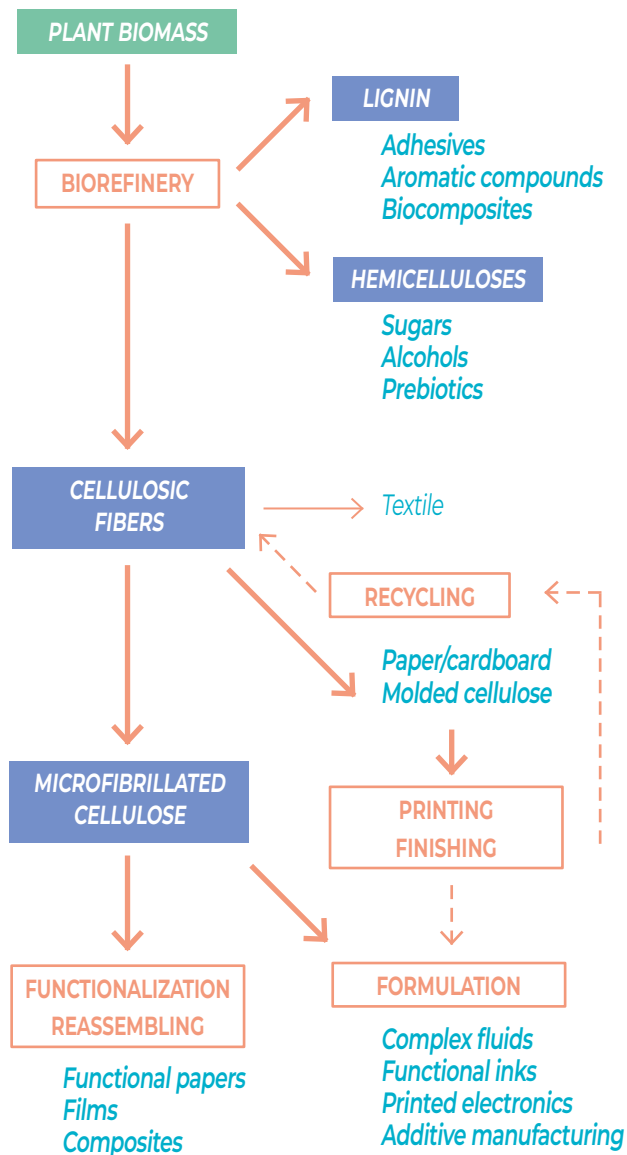 PLANT BIOMASS
LIGNIN
Adhesives
Aromatic compounds
Biocomposites
BIOREFINERY
HEMICELLULOSES
Sugars
Alcohols
Prebiotics
CELLULOSIC
FIBERS
Textile
RECYCLING
Paper/cardboard
Molded cellulose
MICROFIBRILLATED
CELLULOSE
PRINTING
FINISHING
FUNCTIONALIZATION
REASSEMBLING
Functional papers
Films
Composites
FORMULATION
Complex fluids
Functional inks
Printed electronics
Additive manufacturing